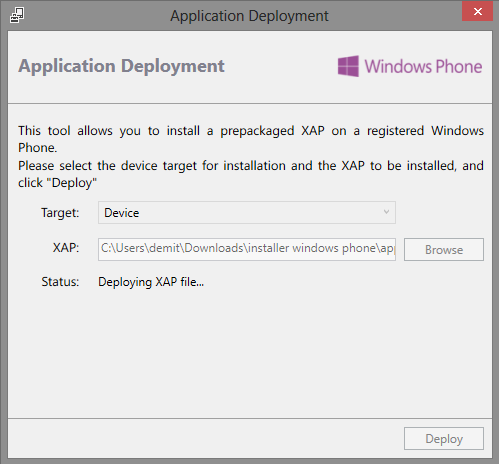 Application Deployment
Application Deployment
Windows Phone
This tool allows you to install a prepackaged XAP on a registered Windows
Phone.
Please select the device target for installation and the XAP to be installed, and
click "Deploy"
Target: Device
XAP: C:\Users\demit\Downloads\installer windows phone\app Browse
Status: Deploying XAP file...
Deploy